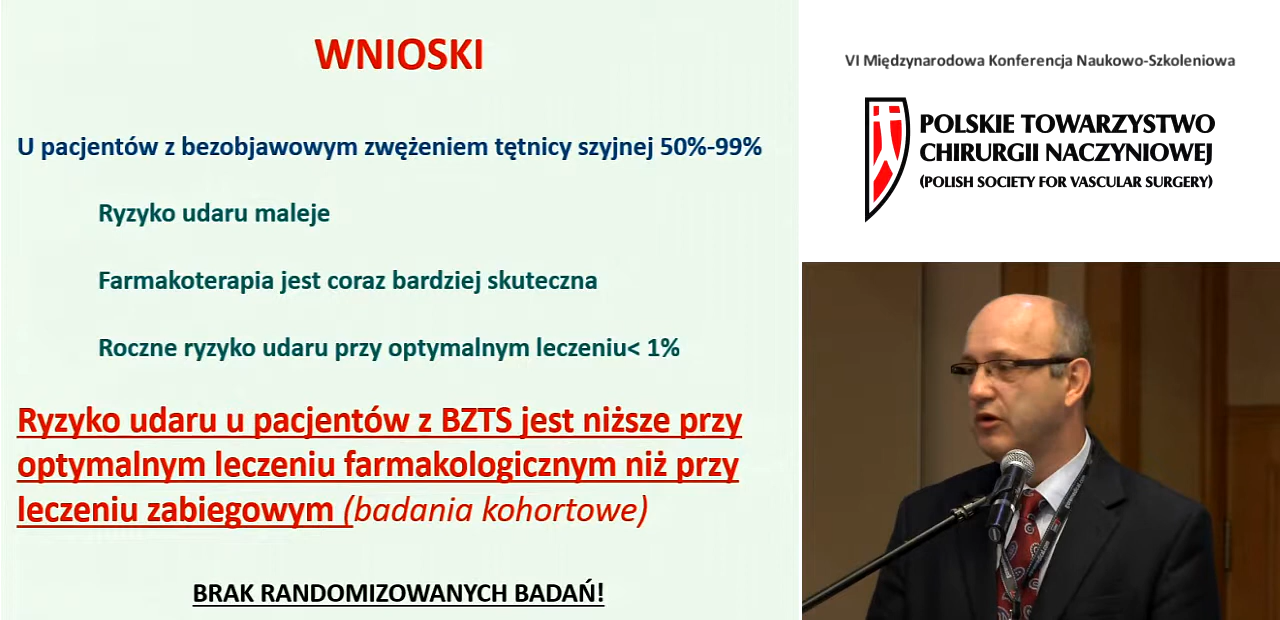 WNIOSKI
U pacjentów z bezobjawowym zwężeniem tętnicy szyjnej 50%-99%
Ryzyko udaru maleje
Farmakoterapia jest coraz bardziej skuteczna
Roczne ryzyko udaru przy optymalnym leczeniu< 1%
Ryzyko udaru u pacjentów z BZTS jest niższe przy
optymalnym leczeniu farmakologicznym niż przy
leczeniu zabiegowym (badania kohortowe)
BRAK RANDOMIZOWANYCH BADAŃ!
VI Międzynarodowa Konferencja Naukowo-Szkoleniowa
POLSKIE TOWARZYSTWO
CHIRURGII NACZYNIOWEJ
(POLISH SOCIETY FOR VASCULAR SURGERY)